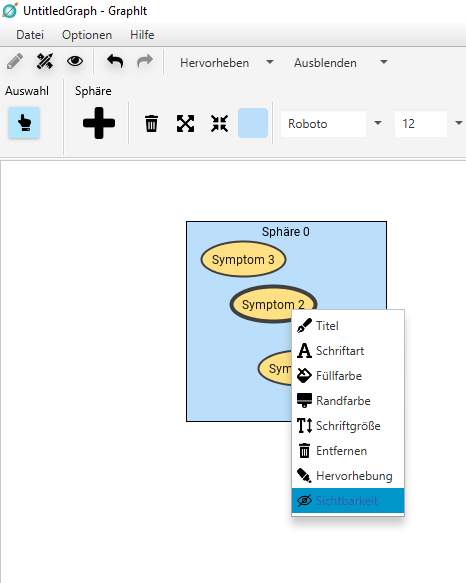 UntitledGraph - GraphIt
Datei Optionen Hilfe
Hervorheben Ausblenden
Auswahl Sphäre
Roboto 12
Sphäre 0
Symptom 3
Symptom 2
Sym
Titel
Schriftart
Füllfarbe
Randfarbe
Schriftgröße
Entfernen
Hervorhebung
Sichtbarkeit